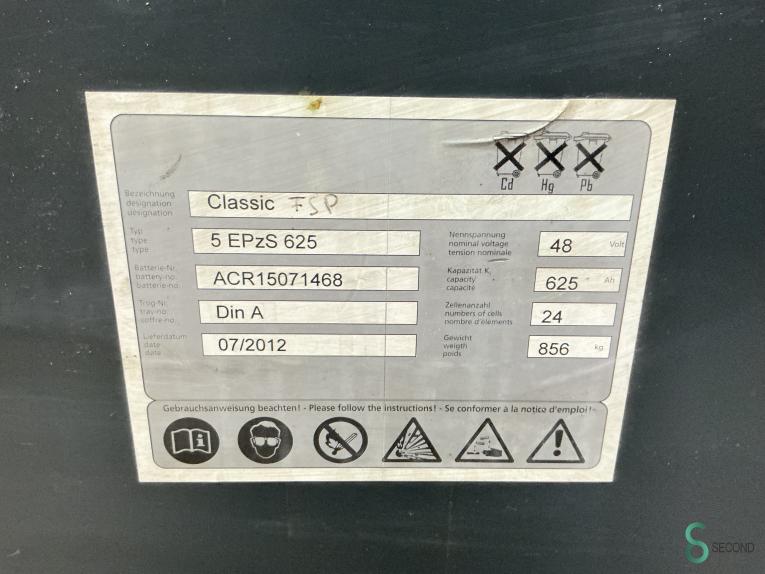 Cd Hg Pb
Bezeichnung
designation
désignation
Classic FSP
Typ
type
type
5 EPzS 625
Nennspannung
nominal voltage
tension nominale
48 Volt
Batterie-Nr.
battery-no.
batterie-no.
ACR15071468
Kapazität K
capacity
capacité
625 Ah
Trog-Nr.
tray-no.
coffre-no.
Din A
Zellenanzahl
numbers of cells
nombre d'éléments
24
Lieferdatum
date
date
07/2012
Gewicht
weigth
poids
856 kg
Gebrauchsanweisung beachten! - Please follow the instructions! - Se conformer à la notice d'emploi!
SECOND